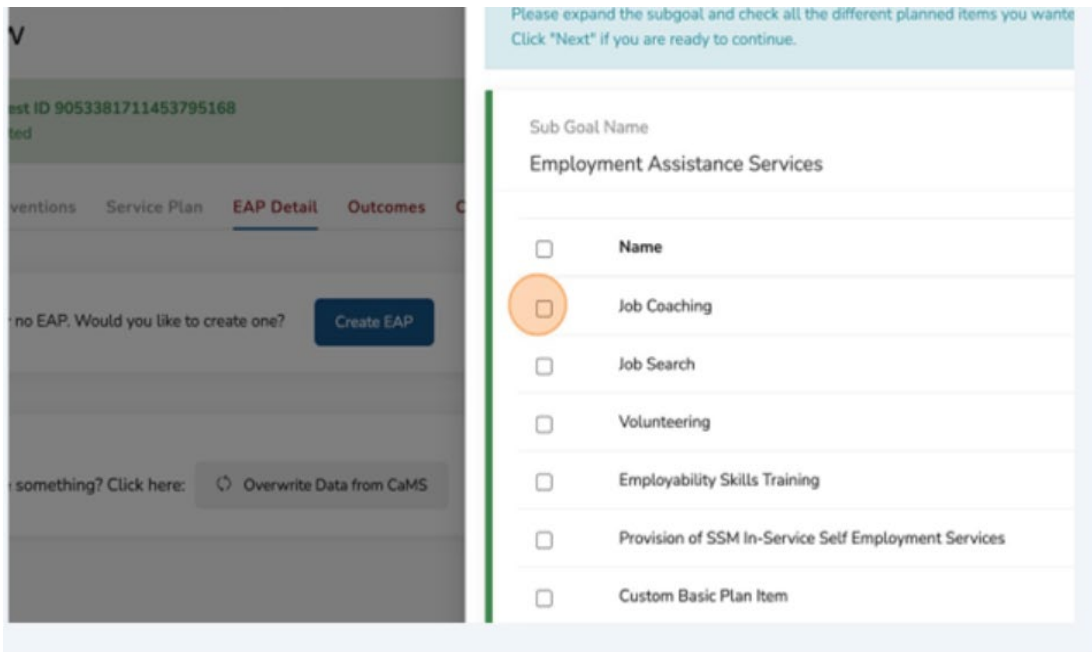 Please expand the subgoal and check all the different planned items you wante
Click "Next" if you are ready to continue.
est ID 9053381711453795168
ted
ventions Service Plan EAP Detail Outcomes
no EAP. Would you like to create one? Create EAP
something? Click here: Overwrite Data from CaMS
Sub Goal Name
Employment Assistance Services
Name
Job Coaching
Job Search
Volunteering
Employability Skills Training
Provision of SSM In-Service Self Employment Services
Custom Basic Plan Item